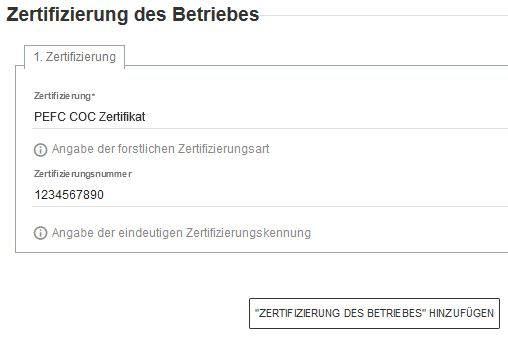 Zertifizierung des Betriebes
1. Zertifizierung
Zertifizierung*
PEFC COC Zertifikat
Angabe der forstlichen Zertifizierungsart
Zertifizierungsnummer
1234567890
Angabe der eindeutigen Zertifizierungskennung
"ZERTIFIZIERUNG DES BETRIEBES" HINZUFÜGEN